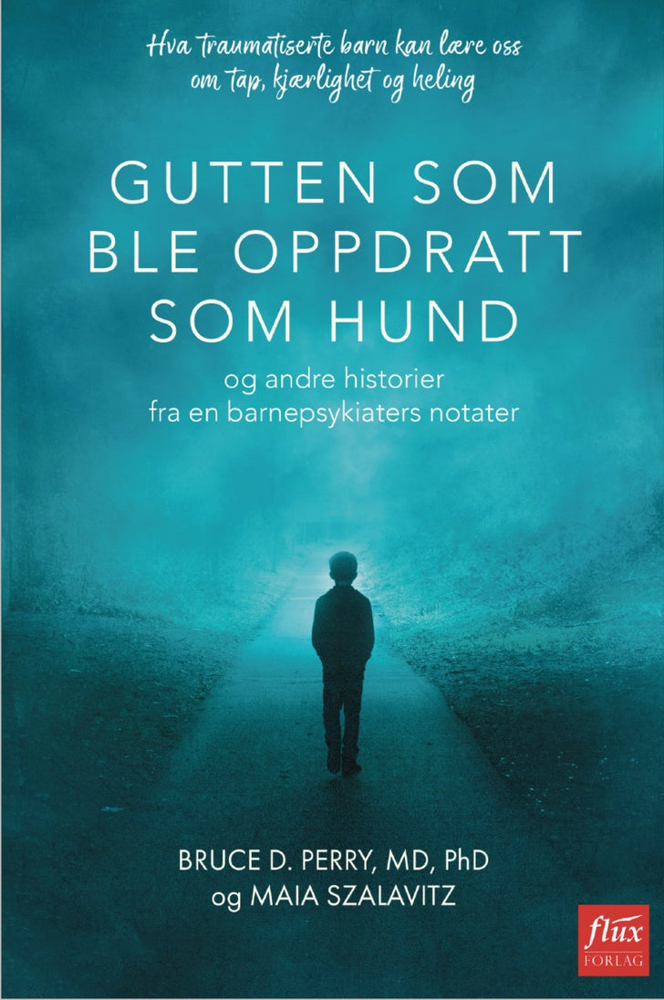 Hva traumatiserte barn kan lære oss
om tap, kjærlighet og heling
GUTTEN SOM
BLE OPPDRATT
SOM HUND
og andre historier
fra en barnepsykiaters notater
BRUCE D. PERRY, MD, PhD
og MAIA SZALAVITZ
flux
FORLAG